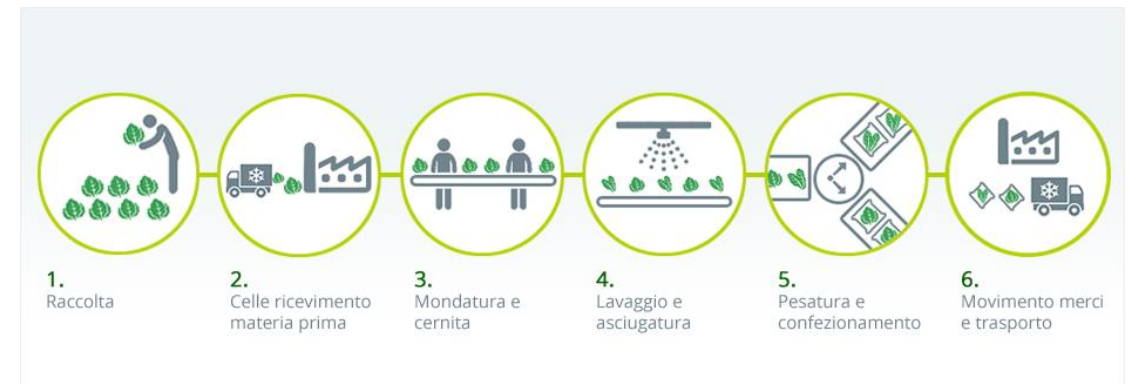 1.
Raccolta
2.
Celle ricevimento
materia prima
3.
Mondatura e
cernita
4.
Lavaggio e
asciugatura
5.
Pesatura e
confezionamento
6.
Movimento merci
e trasporto